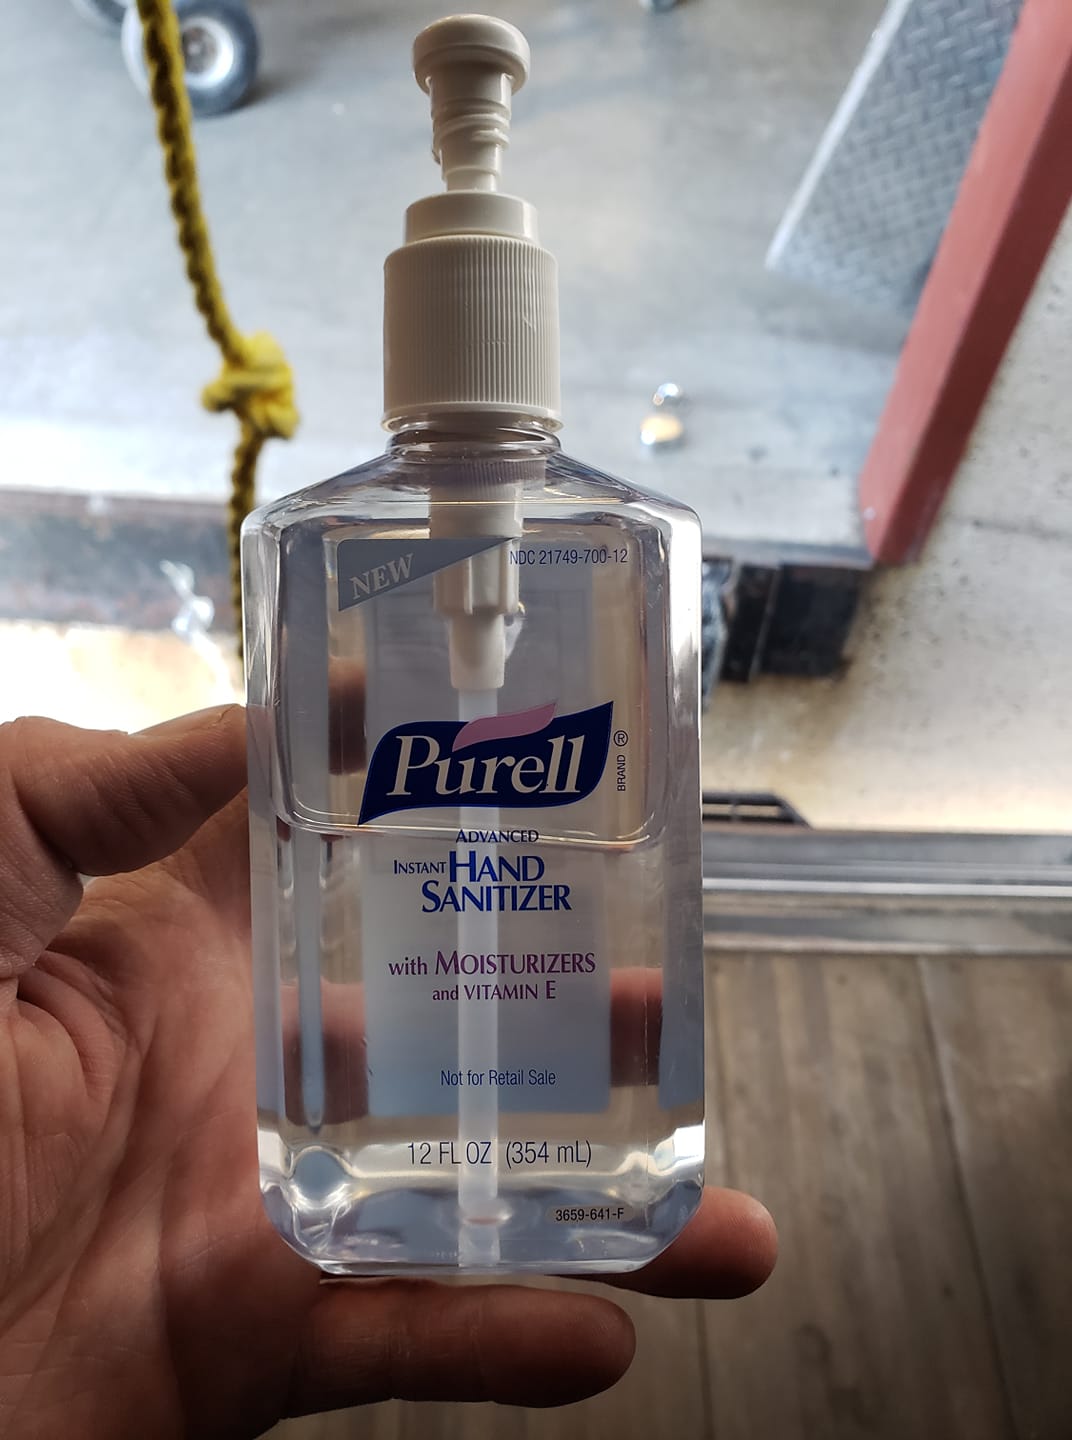 NEW
NDC 21749-700-12
Purell ®
BRAND
ADVANCED
INSTANT HAND
SANITIZER
with MOISTURIZERS
and VITAMIN E
Not for Retail Sale
12 FL OZ (354 mL)
3659-641-F